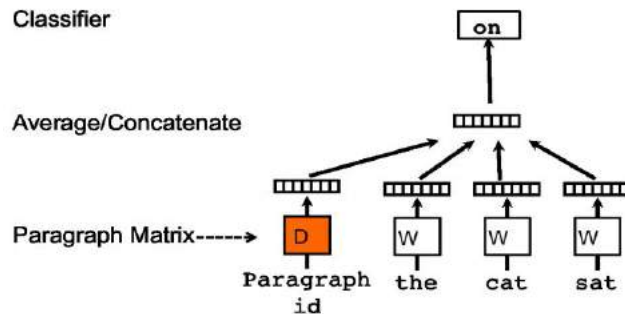 Classifier
on
Average/Concatenate
Paragraph Matrix
D
W
W
W
Paragraph
id
the
cat
sat